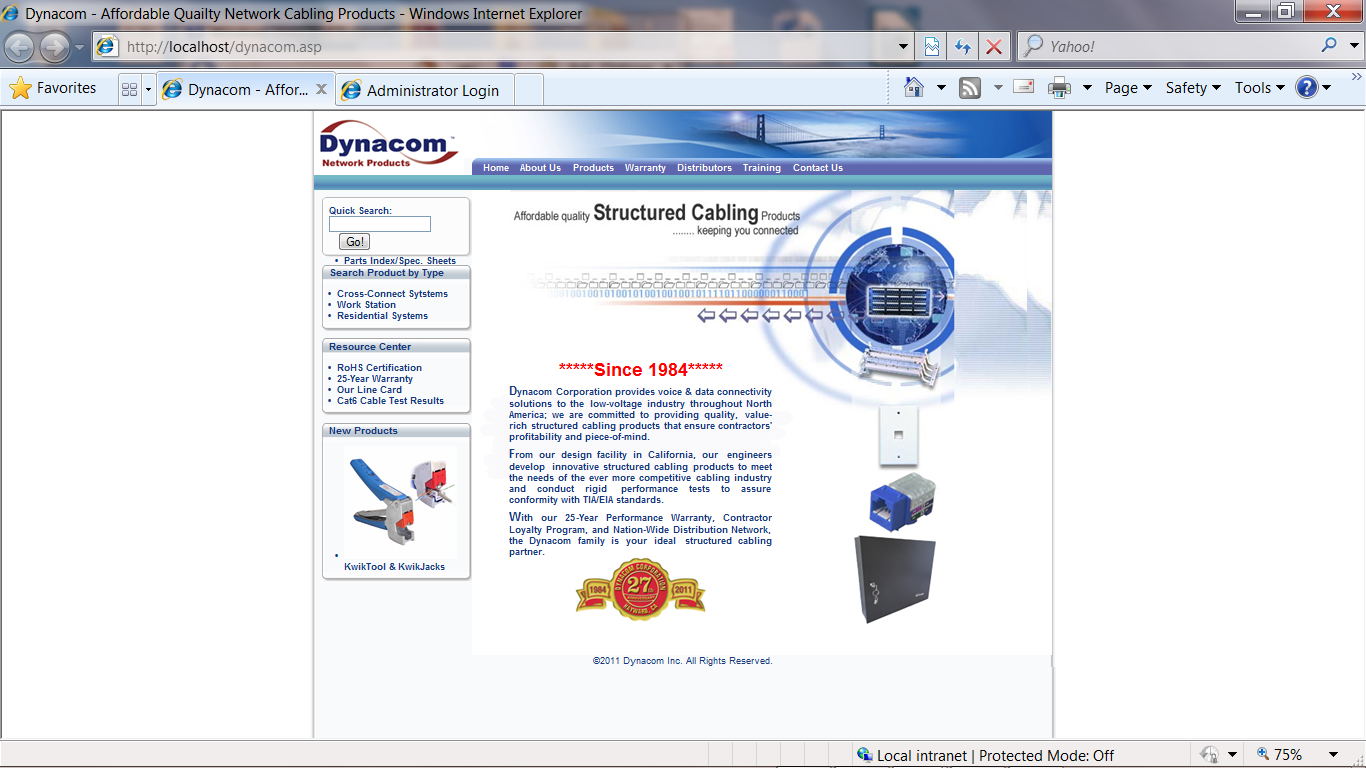 Dynacom - Affordable Quailty Network Cabling Products - Windows Internet Explorer
http://localhost/dynacom.asp
Yahoo!
Favorites
Dynacom - Affor...
Administrator Login
Page
Safety
Tools
Dynacom™
Network Products
Home About Us Products Warranty Distributors Training Contact Us
Quick Search:
Go!
• Parts Index/Spec. Sheets
Search Product by Type
• Cross-Connect Sytstems
• Work Station
• Residential Systems
Resource Center
• RoHS Certification
• 25-Year Warranty
• Our Line Card
• Cat6 Cable Test Results
New Products
•
KwikTool & KwikJacks
Affordable quality Structured Cabling Products
........ keeping you connected
*****Since 1984*****
Dynacom Corporation provides voice & data connectivity
solutions to the low-voltage industry throughout North
America; we are committed to providing quality, value-
rich structured cabling products that ensure contractors'
profitability and piece-of-mind.
From our design facility in California, our engineers
develop innovative structured cabling products to meet
the needs of the ever more competitive cabling industry
and conduct rigid performance tests to assure
conformity with TIA/EIA standards.
With our 25-Year Performance Warranty, Contractor
Loyalty Program, and Nation-Wide Distribution Network,
the Dynacom family is your ideal structured cabling
partner.
DYNACOM CORPORATION
1984 27th 2011
HAYWARD, CA
©2011 Dynacom Inc. All Rights Reserved.
Local intranet | Protected Mode: Off
75%